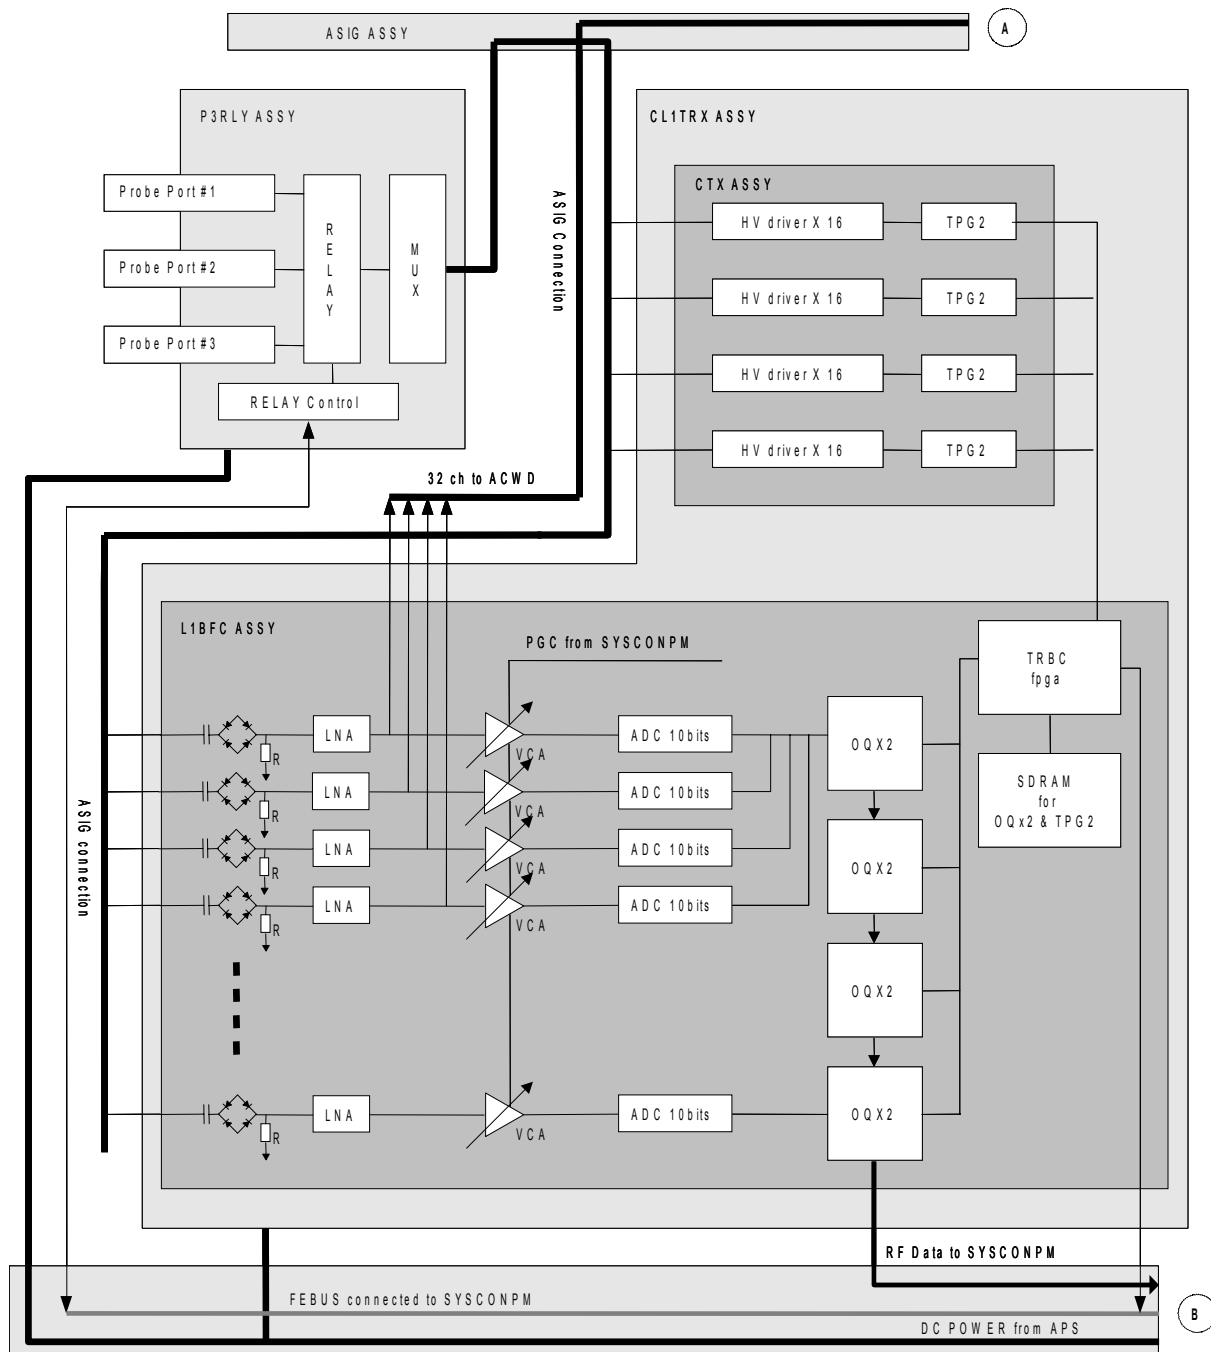 ASIG ASSY
A
P3RLY ASSY
CL1TRX ASSY
CTX ASSY
Probe Port #1
Probe Port #2
Probe Port #3
RELAY
MUX
RELAY Control
ASIG Connection
HV driver X 16
TPG2
HV driver X 16
TPG2
HV driver X 16
TPG2
HV driver X 16
TPG2
32 ch to ACWD
L1BFC ASSY
PGC from SYSCONPM
TRBC
fpga
SDRAM
for
OQx2 & TPG2
ASIG connection
R
LNA
VCA
ADC 10bits
OQX2
R
LNA
VCA
ADC 10bits
R
LNA
VCA
ADC 10bits
OQX2
R
LNA
VCA
ADC 10bits
OQX2
R
LNA
VCA
ADC 10bits
OQX2
RF Data to SYSCONPM
FEBUS connected to SYSCONPM
DC POWER from APS
B